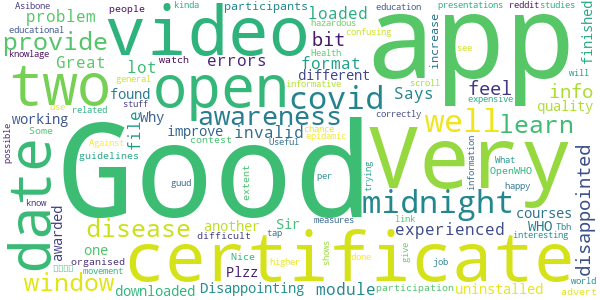 Asibone people kinda participants presentations reddit studies
problem video loaded hazardous education app finished
educational provide bit Health confusing increase will
knowlage Great watch errors format see
two lot found open covid different Says feel info
general stuff informative scroll expensive quality
working Why file awareness invalid well learn
use related improve contest Useful chance epidemic correctly
possible Some guidelines Against Good Very
date What OpenWHO information disappointed
know guud extent per trying happy
awarded disease another Sir measures midnight courses
experienced link WHO Tbh
one difficult tap give interesting
organised Nice Plzz higher shows done certificate job world
window movement downloaded Disappointing module participation uninstalled advert